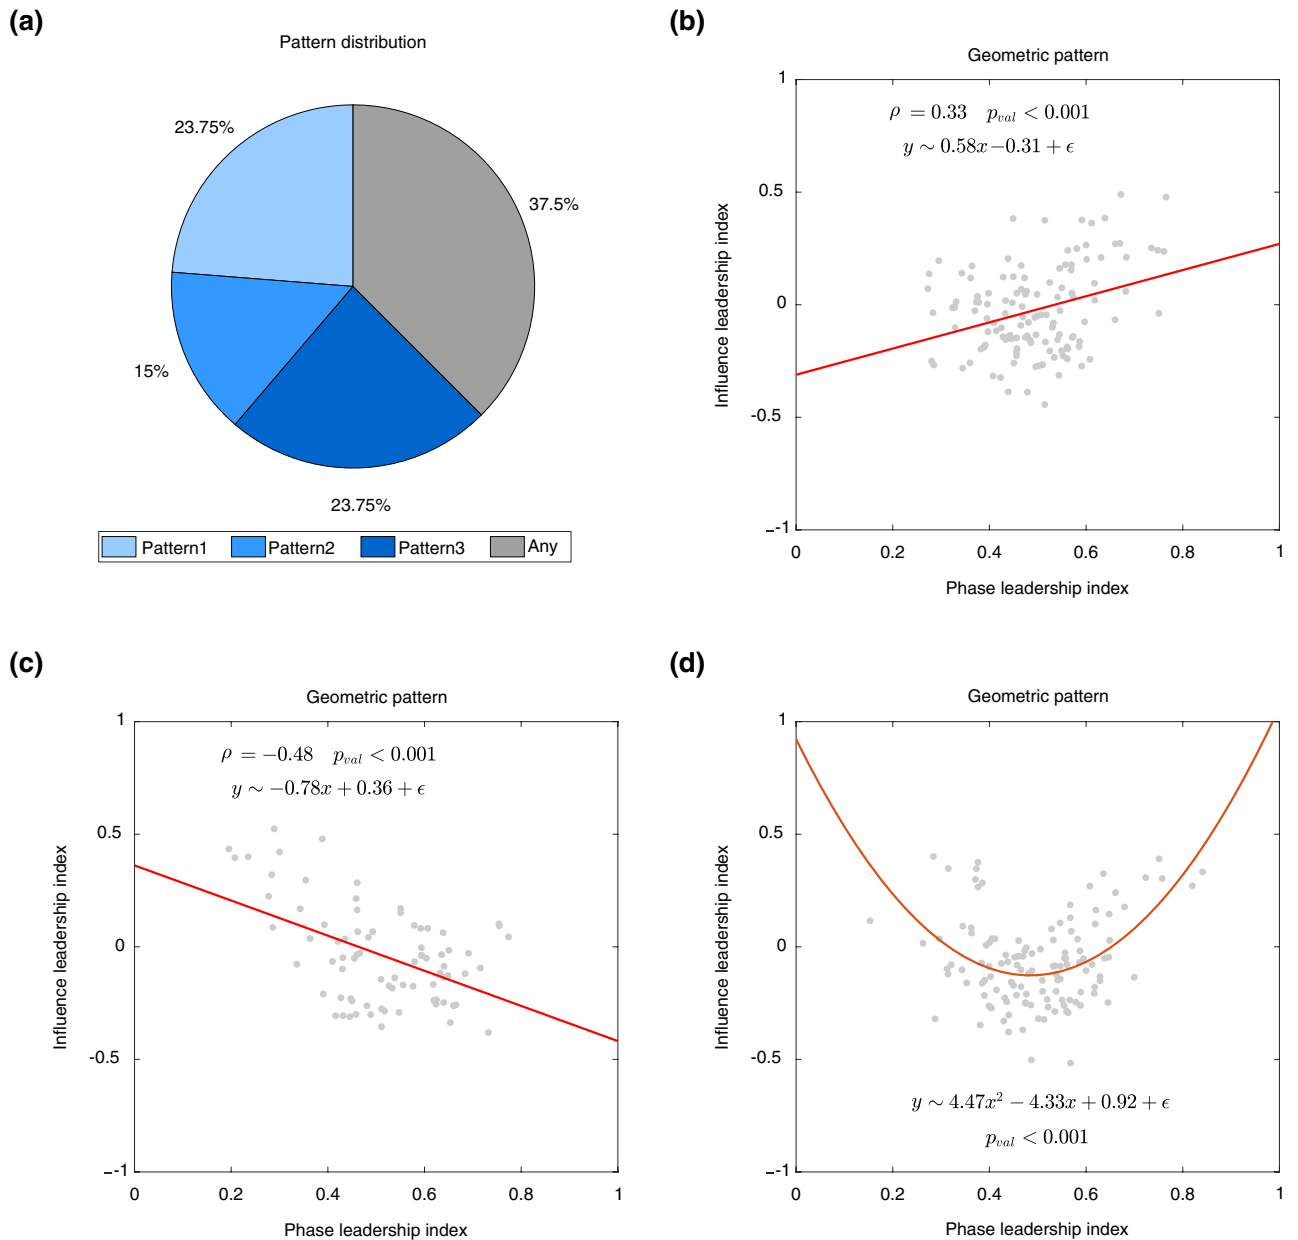 (a)
Pattern distribution
23.75%
37.5%
15%
23.75%
Pattern1 Pattern2 Pattern3 Any
(b)
Geometric pattern
ρ = 0.33 p_val < 0.001
y ∼ 0.58x−0.31 + ϵ
Influence leadership index
1
0.5
0
-0.5
-1
0 0.2 0.4 0.6 0.8 1
Phase leadership index
(c)
Geometric pattern
ρ = −0.48 p_val < 0.001
y ∼ −0.78x + 0.36 + ϵ
Influence leadership index
1
0.5
0
-0.5
-1
0 0.2 0.4 0.6 0.8 1
Phase leadership index
(d)
Geometric pattern
Influence leadership index
1
0.5
0
-0.5
-1
y ∼ 4.47x² − 4.33x + 0.92 + ϵ
p_val < 0.001
0 0.2 0.4 0.6 0.8 1
Phase leadership index